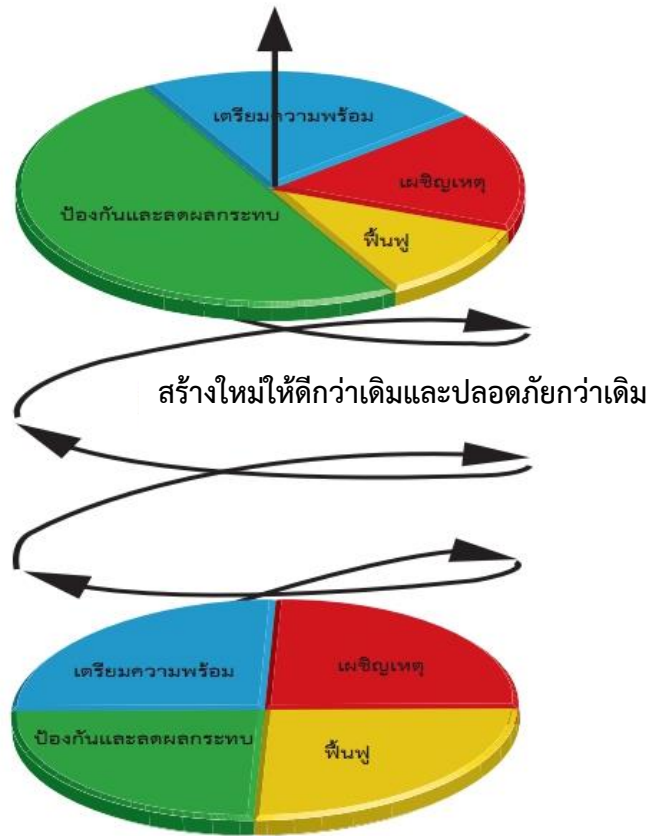 เตรียมความพร้อม
เผชิญเหตุ
ป้องกันและลดผลกระทบ
ฟื้นฟู
สร้างใหม่ให้ดีกว่าเดิมและปลอดภัยกว่าเดิม
เตรียมความพร้อม
เผชิญเหตุ
ป้องกันและลดผลกระทบ
ฟื้นฟู